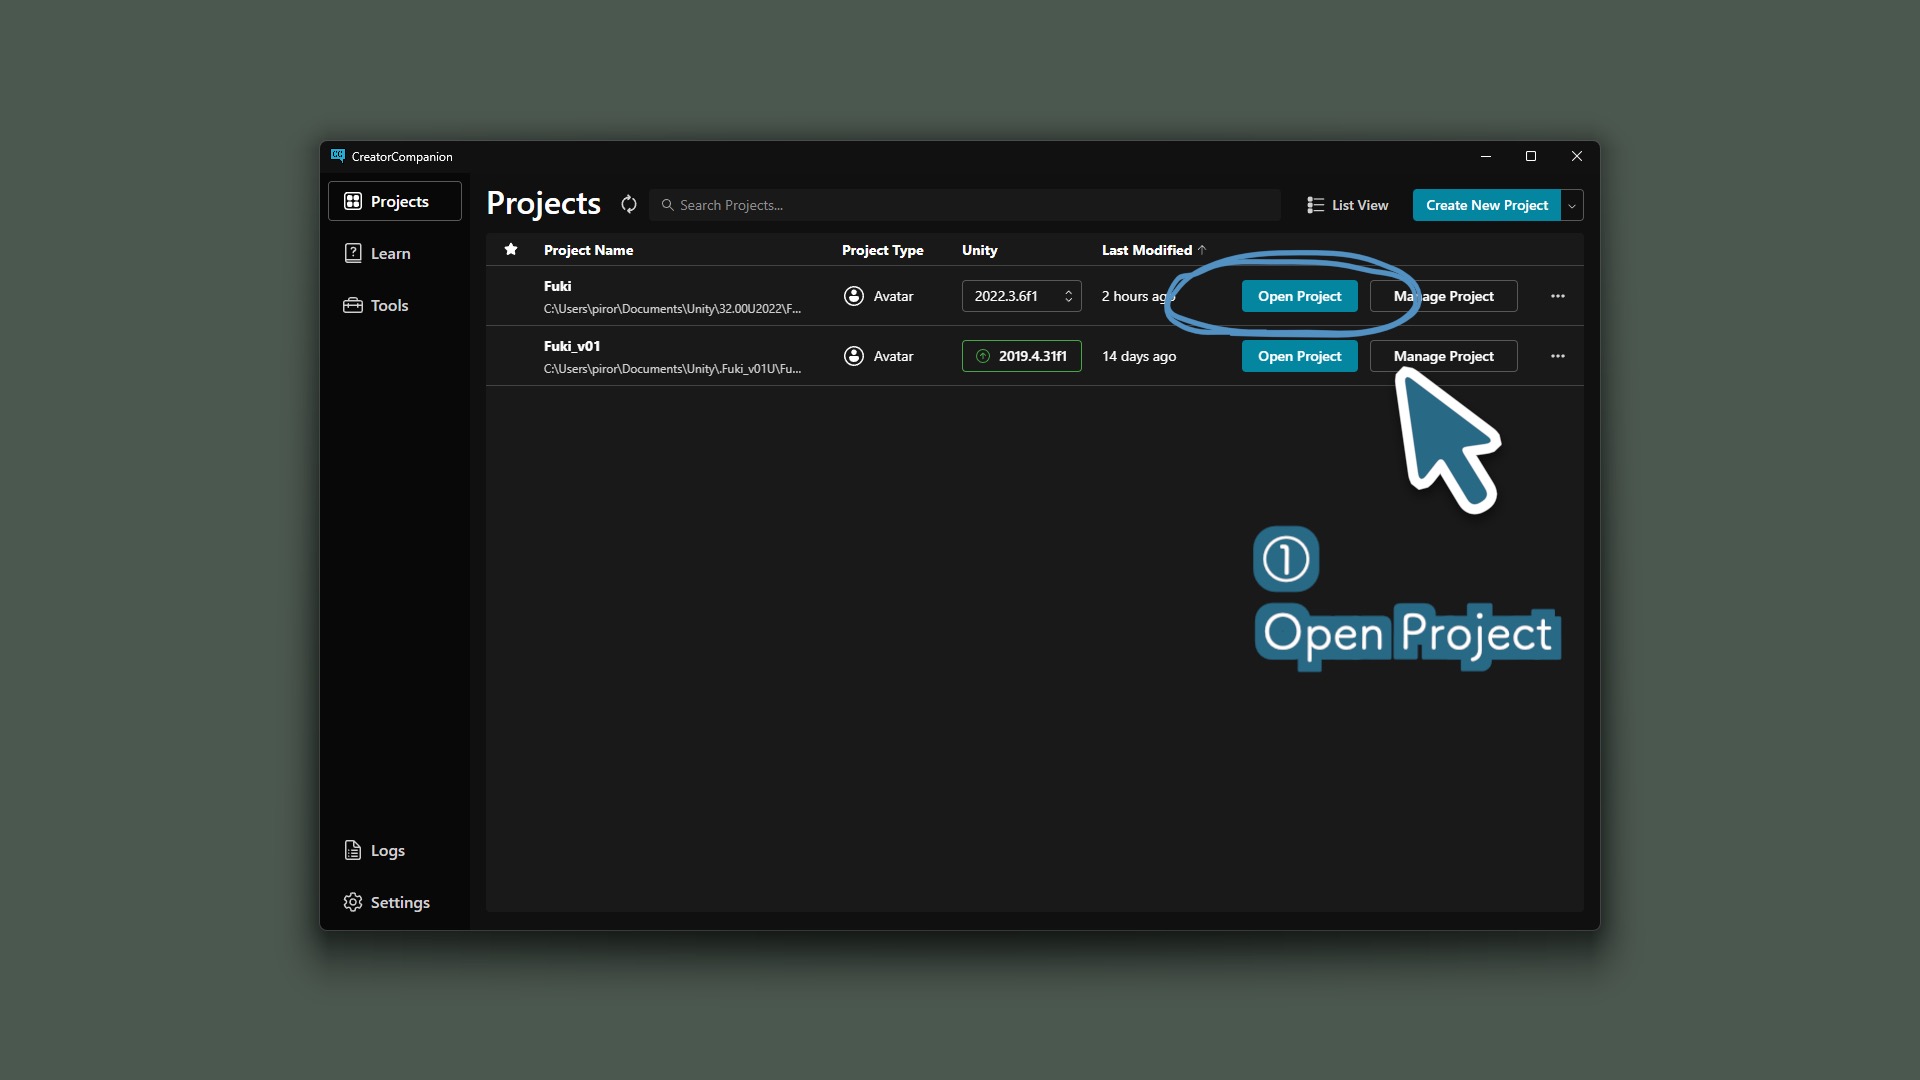 CreatorCompanion
Projects
Learn
Tools
Logs
Settings
Projects
Search Projects...
List View
Create New Project
Project Name
Project Type
Unity
Last Modified
Fuki
C:\Users\piror\Documents\Unity\32.00U2022\F...
Avatar
2022.3.6f1
2 hours ago
Open Project
Manage Project
Fuki_v01
C:\Users\piror\Documents\Unity\.Fuki_v01U\Fu...
Avatar
2019.4.31f1
14 days ago
Open Project
Manage Project
①
Open Project